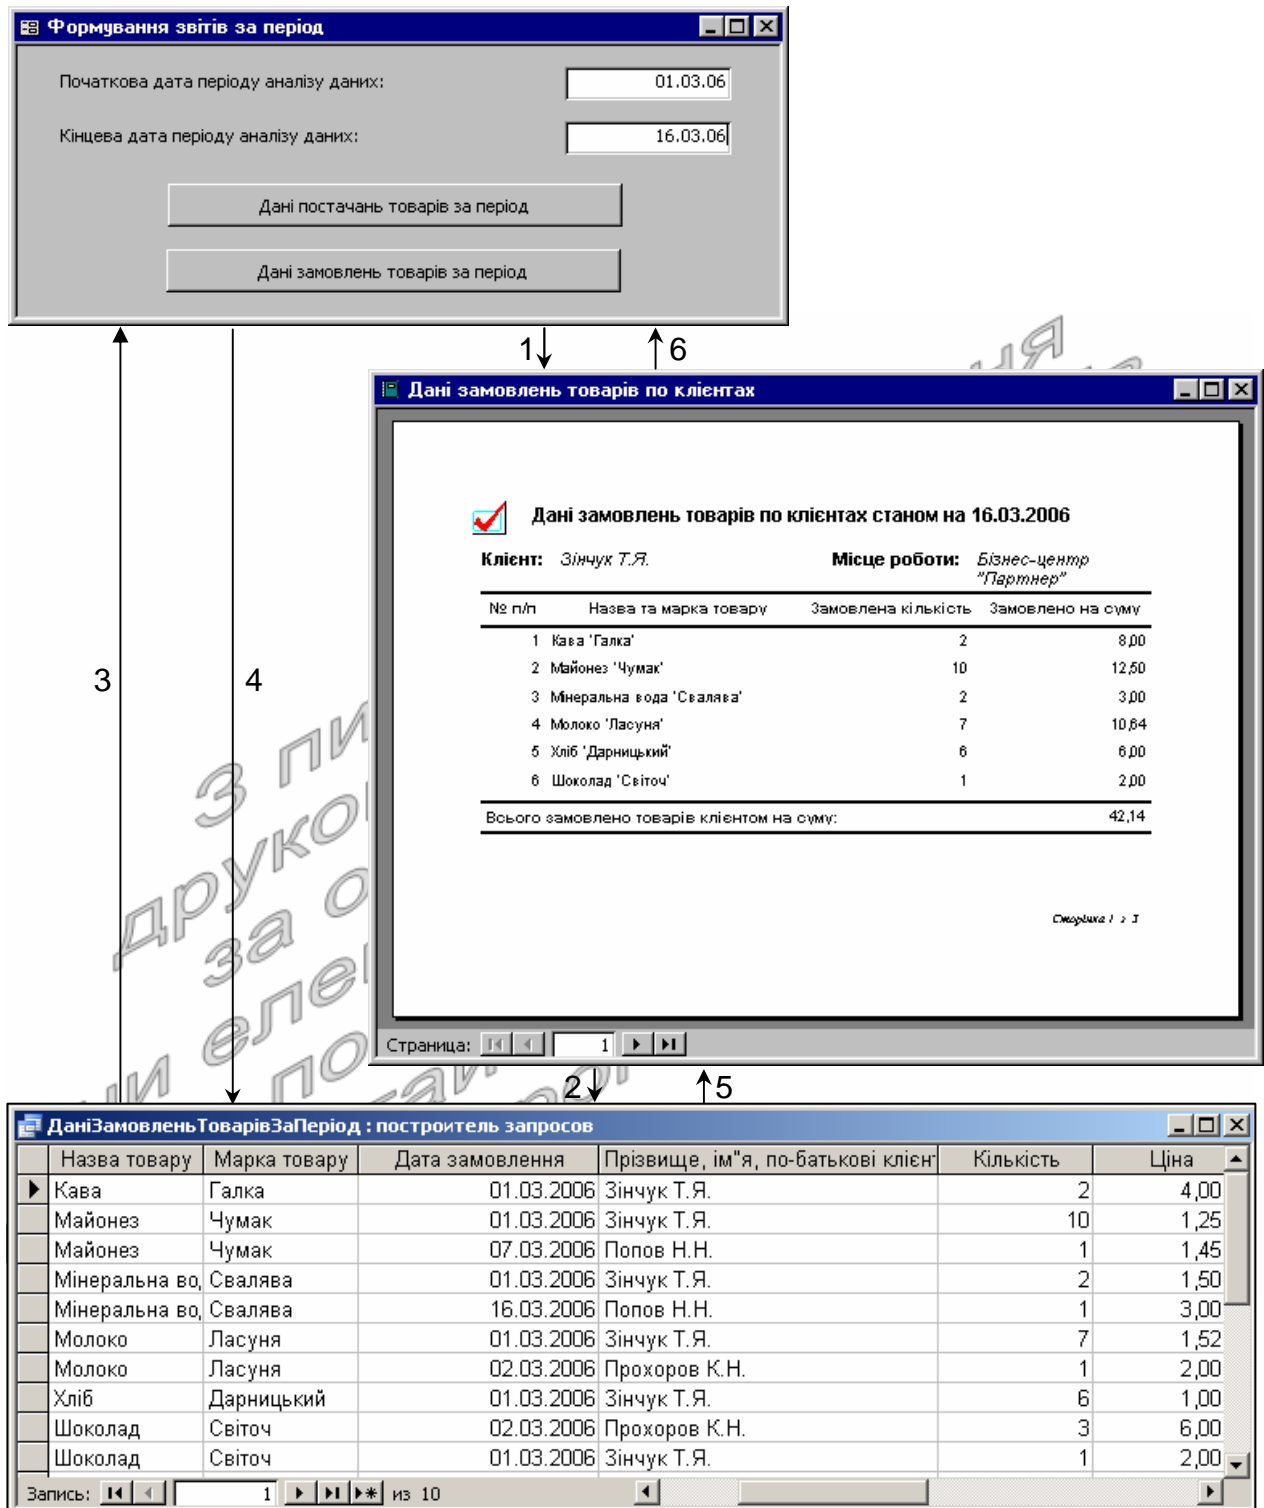 Формування звітів за період
Початкова дата періоду аналізу даних: 01.03.06
Кінцева дата періоду аналізу даних: 16.03.06
Дані постачань товарів за період
Дані замовлень товарів за період
1 6
Дані замовлень товарів по клієнтах
Дані замовлень товарів по клієнтах станом на 16.03.2006
Клієнт: Зінчук Т.Я. Місце роботи: Бізнес-центр
"Партнер"
№ п/п Назва та марка товару Замовлена кількість Замовлено на суму
1 Кава 'Галка' 2 8,00
2 Майонез 'Чумак' 10 12,50
3 Мінеральна вода 'Свалява' 2 3,00
4 Молоко 'Ласуня' 7 10,64
5 Хліб 'Дарницький' 6 6,00
6 Шоколад 'Світоч' 1 2,00
Всього замовлено товарів клієнтом на суму: 42,14
Сторінка 1 з 3
3 4
Страница: 1
2 5
ДаніЗамовленьТоварівЗаПеріод : построитель запросов
Назва товару Марка товару Дата замовлення Прізвище, ім"я, по-батькові клієн Кількість Ціна
Кава Галка 01.03.2006 Зінчук Т.Я. 2 4,00
Майонез Чумак 01.03.2006 Зінчук Т.Я. 10 1,25
Майонез Чумак 07.03.2006 Попов Н.Н. 1 1,45
Мінеральна во, Свалява 01.03.2006 Зінчук Т.Я. 2 1,50
Мінеральна во, Свалява 16.03.2006 Попов Н.Н. 1 3,00
Молоко Ласуня 01.03.2006 Зінчук Т.Я. 7 1,52
Молоко Ласуня 02.03.2006 Прохоров К.Н. 1 2,00
Хліб Дарницький 01.03.2006 Зінчук Т.Я. 6 1,00
Шоколад Світоч 02.03.2006 Прохоров К.Н. 3 6,00
Шоколад Світоч 01.03.2006 Зінчук Т.Я. 1 2,00
Запись: 1 из 10